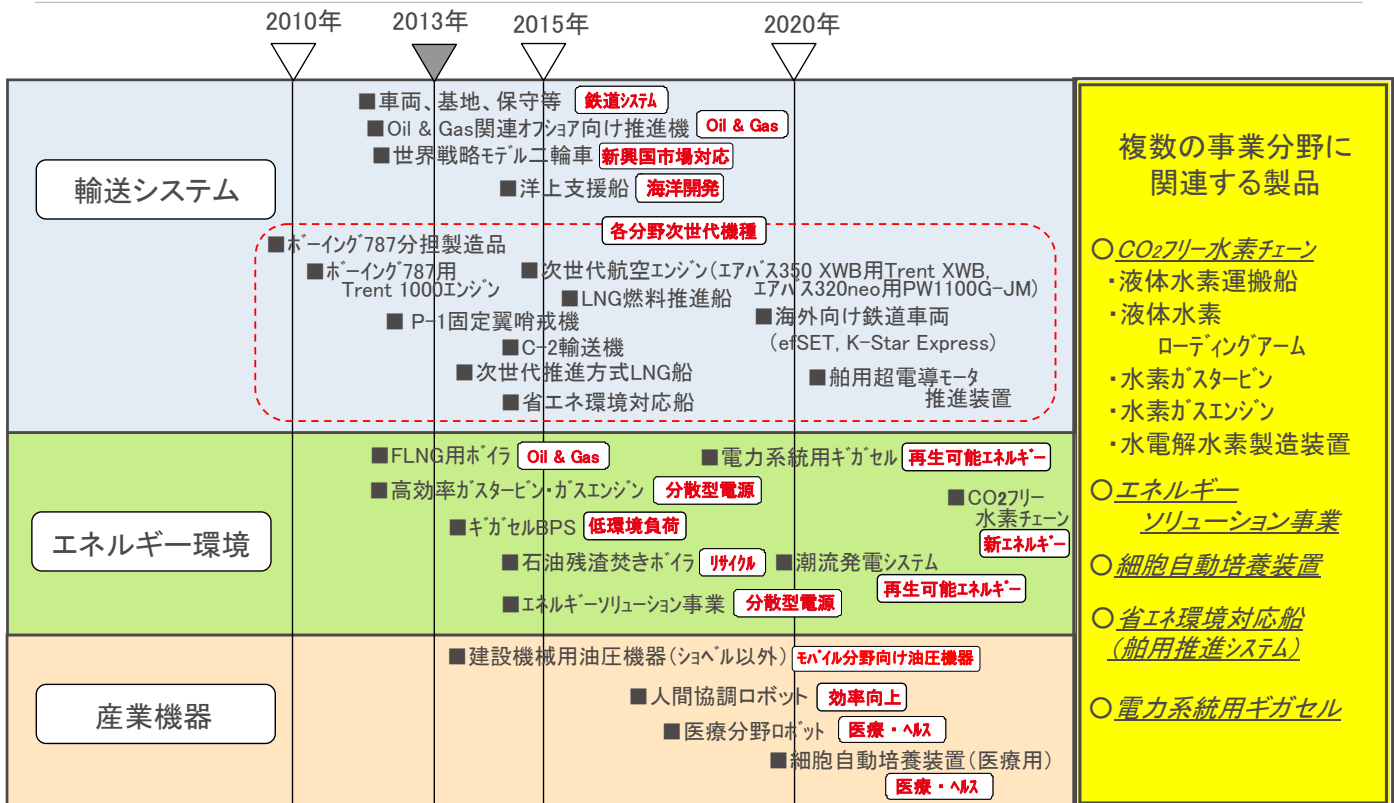 2010年 2013年 2015年 2020年
輸送システム
■車両、基地、保守等 鉄道ｼｽﾃﾑ
■Oil & Gas関連ｵﾌｼｮｱ向け推進機 Oil & Gas
■世界戦略モデル二輪車 新興国市場対応
■洋上支援船 海洋開発
各分野次世代機種
■ﾎﾞｰｲﾝｸﾞ787分担製造品
■ﾎﾞｰｲﾝｸﾞ787用
Trent 1000ｴﾝｼﾞﾝ
■次世代航空エンジン(ｴｱﾊﾞｽ350 XWB用Trent XWB,
ｴｱﾊﾞｽ320neo用PW1100G-JM)
■LNG燃料推進船
■ P-1固定翼哨戒機
■海外向け鉄道車両
(efSET, K-Star Express)
■C-2輸送機
■次世代推進方式LNG船
■舶用超電導ﾓｰﾀ
推進装置
■省エネ環境対応船
エネルギー環境
■FLNG用ﾎﾞｲﾗ Oil & Gas
■電力系統用ｷﾞｶﾞｾﾙ 再生可能ｴﾈﾙｷﾞｰ
■高効率ｶﾞｽﾀｰﾋﾞﾝ･ｶﾞｽｴﾝｼﾞﾝ 分散型電源
■CO2ﾌﾘｰ
水素ﾁｪｰﾝ
新ｴﾈﾙｷﾞｰ
■ｷﾞｶﾞｾﾙBPS 低環境負荷
■石油残渣焚きﾎﾞｲﾗ ﾘｻｲｸﾙ
■潮流発電ｼｽﾃﾑ
再生可能ｴﾈﾙｷﾞｰ
■ｴﾈﾙｷﾞｰｿﾘｭｰｼｮﾝ事業 分散型電源
産業機器
■建設機械用油圧機器(ｼｮﾍﾞﾙ以外) ﾓﾊﾞｲﾙ分野向け油圧機器
■人間協調ロボット 効率向上
■医療分野ﾛﾎﾞｯﾄ 医療・ﾍﾙｽ
■細胞自動培養装置(医療用)
医療・ﾍﾙｽ
複数の事業分野に
関連する製品
○CO2ﾌﾘｰ水素ﾁｪｰﾝ
・液体水素運搬船
・液体水素
ﾛｰﾃﾞｨﾝｸﾞｱｰﾑ
・水素ｶﾞｽﾀｰﾋﾞﾝ
・水素ｶﾞｽｴﾝｼﾞﾝ
・水電解水素製造装置
○エネルギー
ソリューション事業
○細胞自動培養装置
○省ｴﾈ環境対応船
(舶用推進ｼｽﾃﾑ)
○電力系統用ギガセル